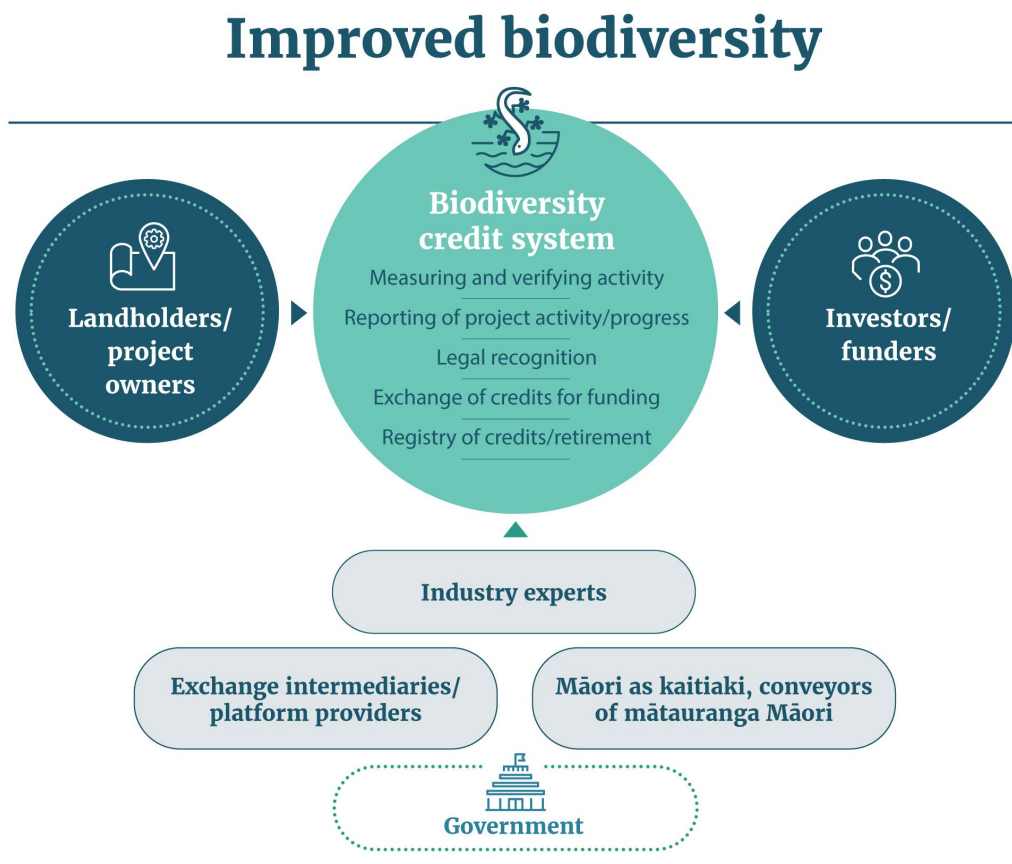 Improved biodiversity
Biodiversity
credit system
Measuring and verifying activity
Reporting of project activity/progress
Legal recognition
Exchange of credits for funding
Registry of credits/retirement
Landholders/
project
owners
$
Investors/
funders
Industry experts
Exchange intermediaries/
platform providers
Māori as kaitiaki, conveyors
of mātauranga Māori
Government